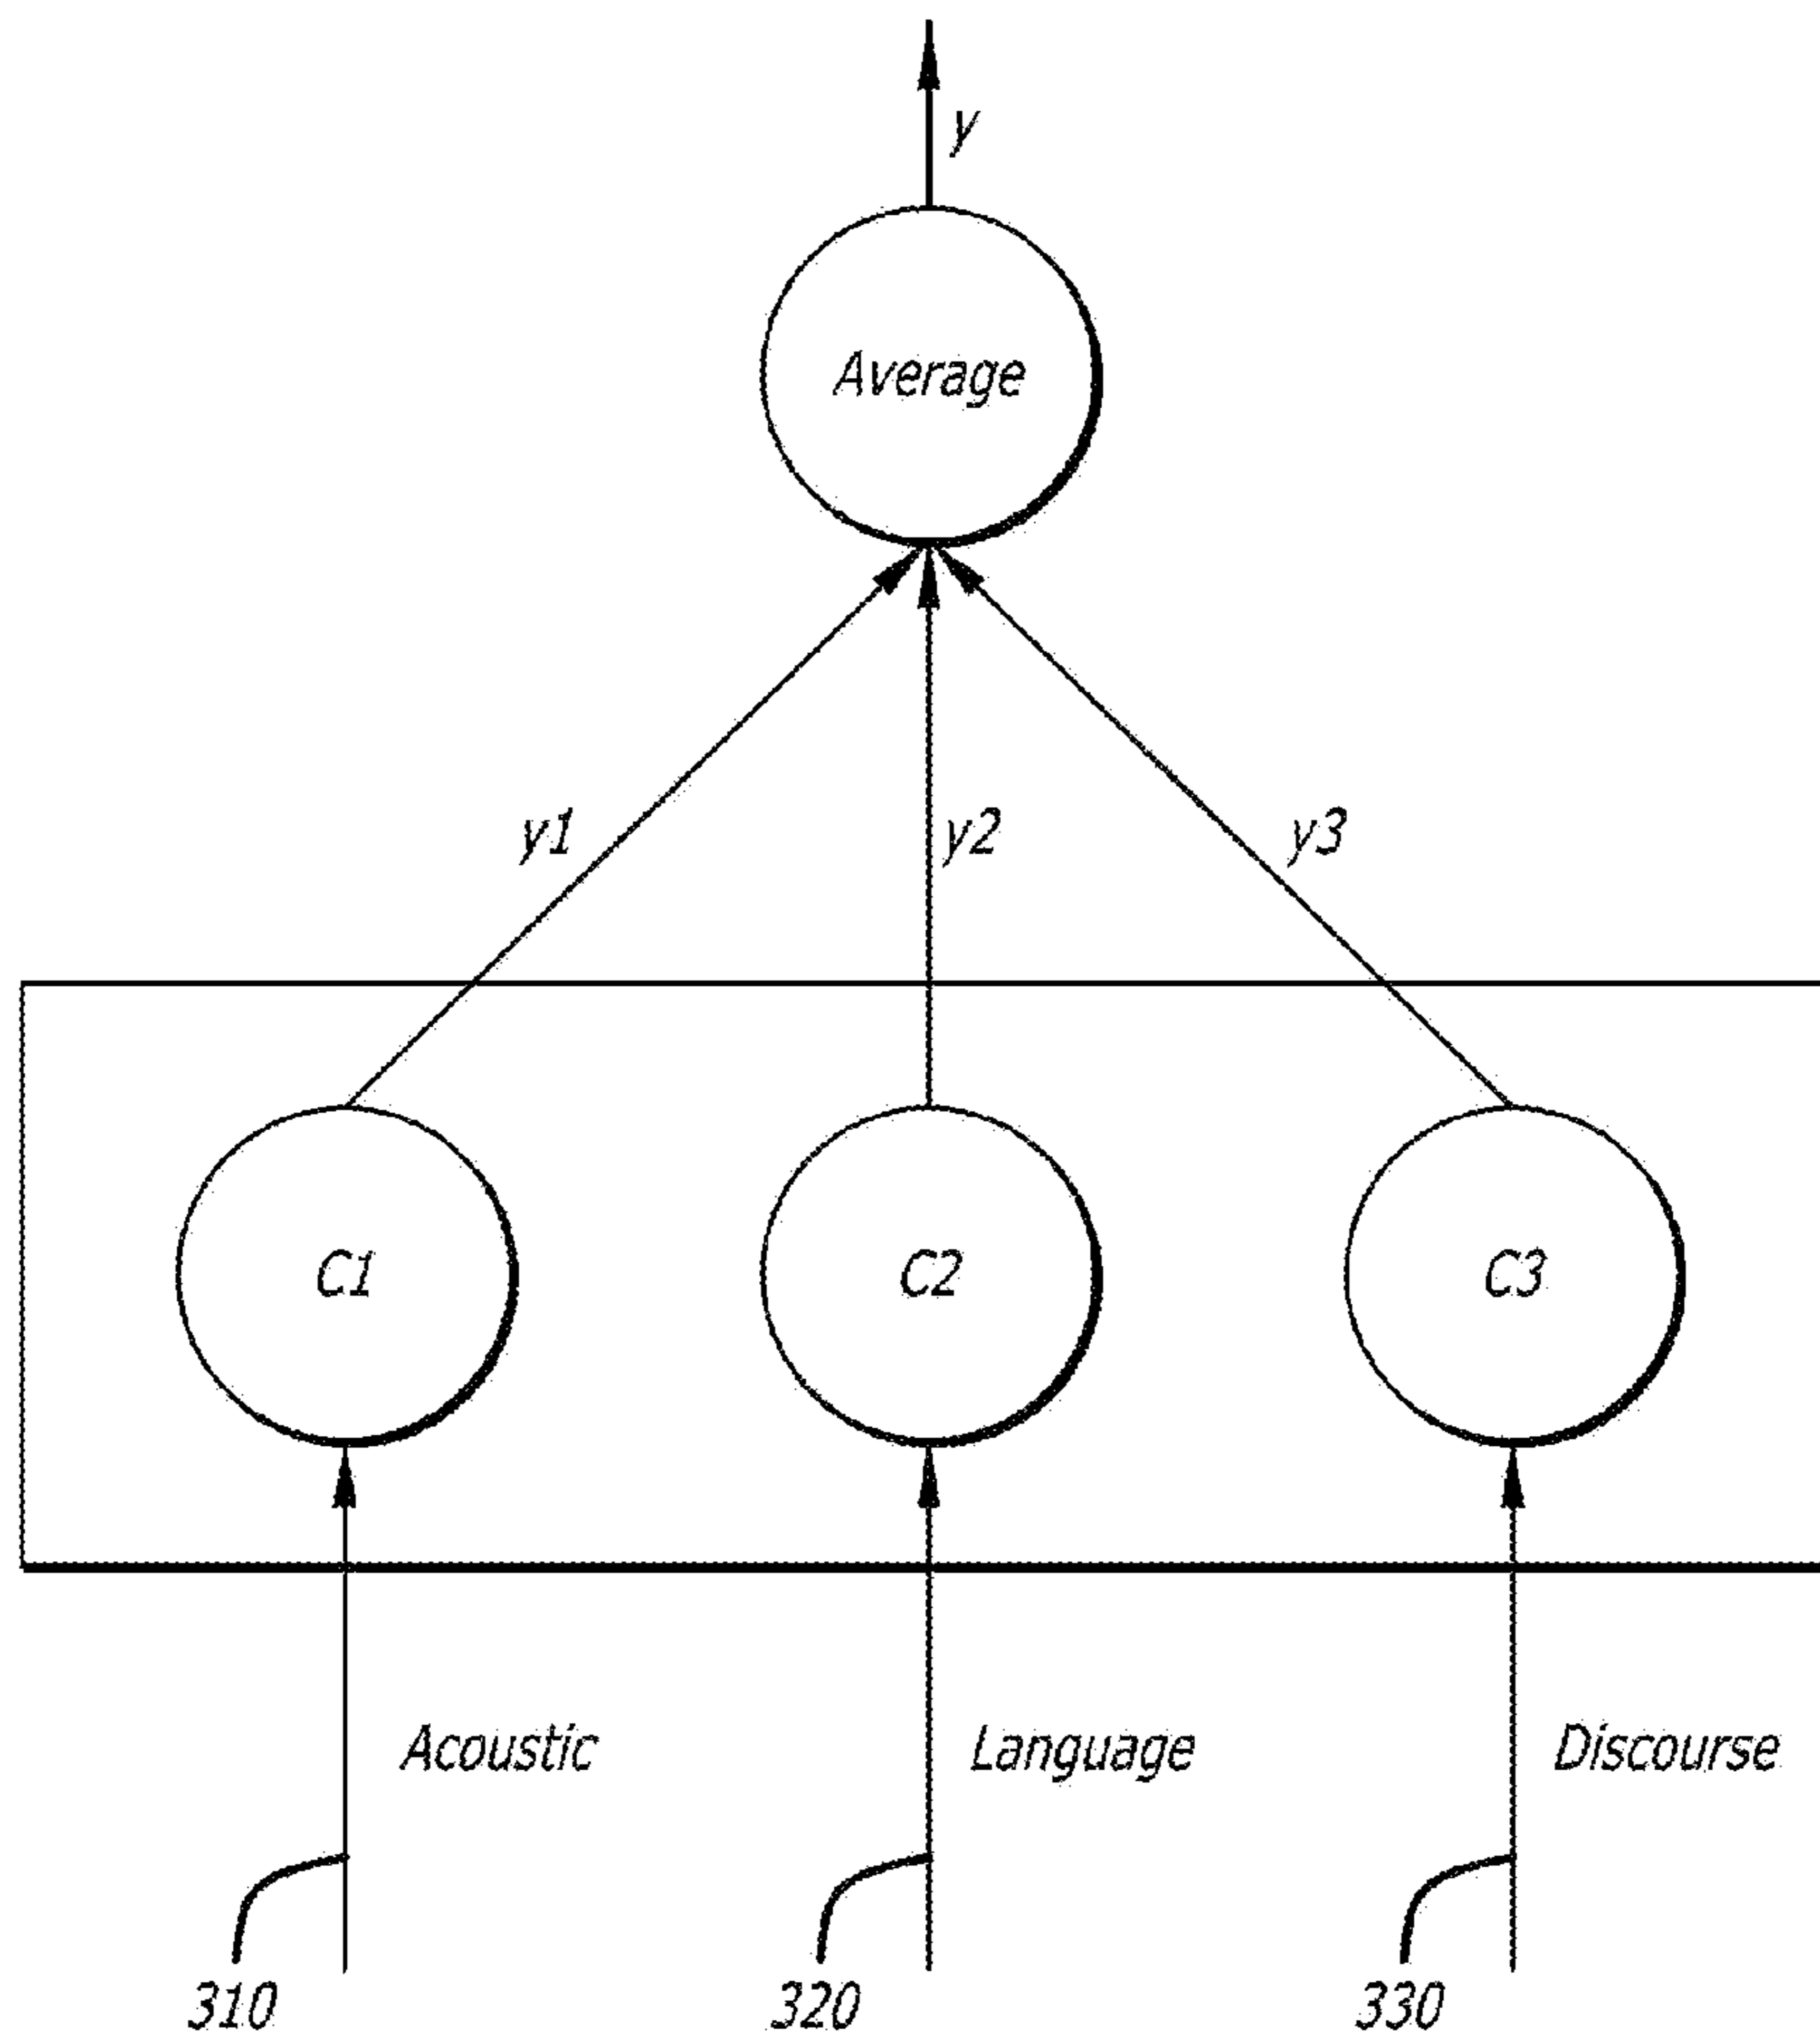 y
Average
y1 y2 y3
C1 C2 C3
Acoustic Language Discourse
310 320 330